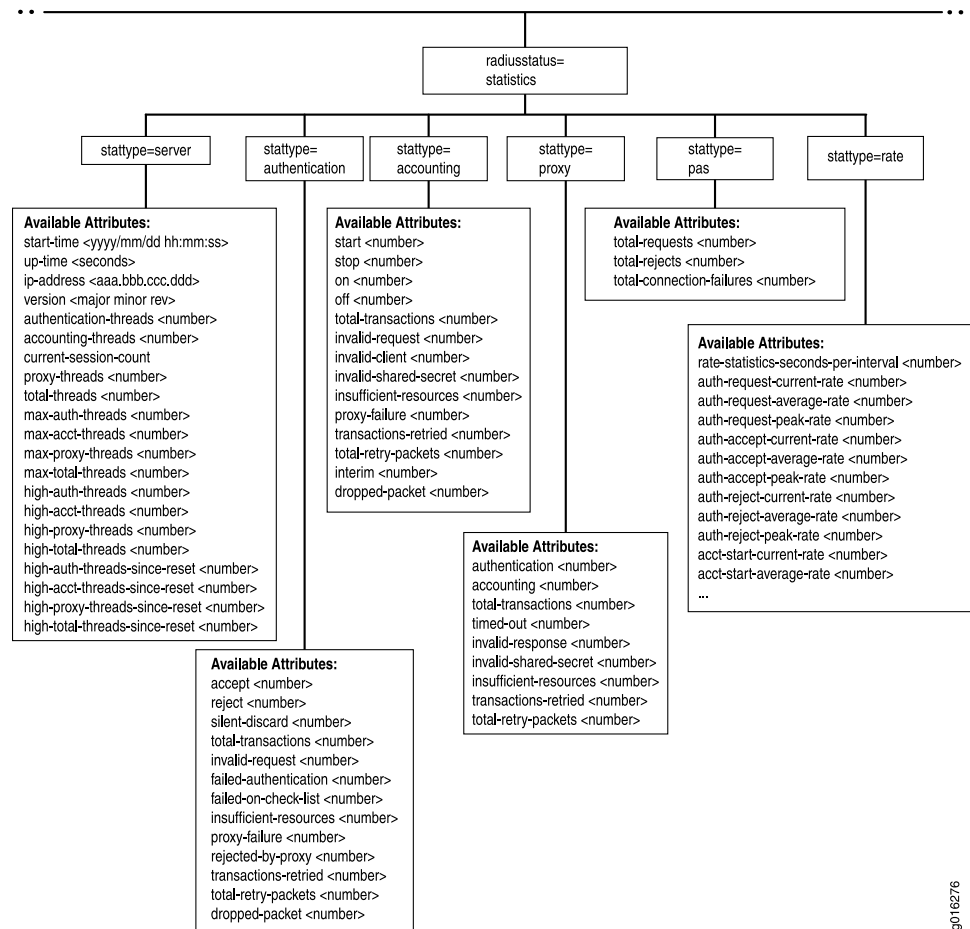 radiusstatus=
statistics
stattype=server
stattype=
authentication
stattype=
accounting
stattype=
proxy
stattype=
pas
stattype=rate
Available Attributes:
start-time <yyyy/mm/dd hh:mm:ss>
up-time <seconds>
ip-address <aaa.bbb.ccc.ddd>
version <major minor rev>
authentication-threads <number>
accounting-threads <number>
current-session-count
proxy-threads <number>
total-threads <number>
max-auth-threads <number>
max-acct-threads <number>
max-proxy-threads <number>
max-total-threads <number>
high-auth-threads <number>
high-acct-threads <number>
high-proxy-threads <number>
high-total-threads <number>
high-auth-threads-since-reset <number>
high-acct-threads-since-reset <number>
high-proxy-threads-since-reset <number>
high-total-threads-since-reset <number>
Available Attributes:
accept <number>
reject <number>
silent-discard <number>
total-transactions <number>
invalid-request <number>
failed-authentication <number>
failed-on-check-list <number>
insufficient-resources <number>
proxy-failure <number>
rejected-by-proxy <number>
transactions-retried <number>
total-retry-packets <number>
dropped-packet <number>
Available Attributes:
start <number>
stop <number>
on <number>
off <number>
total-transactions <number>
invalid-request <number>
invalid-client <number>
invalid-shared-secret <number>
insufficient-resources <number>
proxy-failure <number>
transactions-retried <number>
total-retry-packets <number>
interim <number>
dropped-packet <number>
Available Attributes:
authentication <number>
accounting <number>
total-transactions <number>
timed-out <number>
invalid-response <number>
invalid-shared-secret <number>
insufficient-resources <number>
transactions-retried <number>
total-retry-packets <number>
Available Attributes:
total-requests <number>
total-rejects <number>
total-connection-failures <number>
Available Attributes:
rate-statistics-seconds-per-interval <number>
auth-request-current-rate <number>
auth-request-average-rate <number>
auth-request-peak-rate <number>
auth-accept-current-rate <number>
auth-accept-average-rate <number>
auth-accept-peak-rate <number>
auth-reject-current-rate <number>
auth-reject-average-rate <number>
auth-reject-peak-rate <number>
acct-start-current-rate <number>
acct-start-average-rate <number>
...
g016276